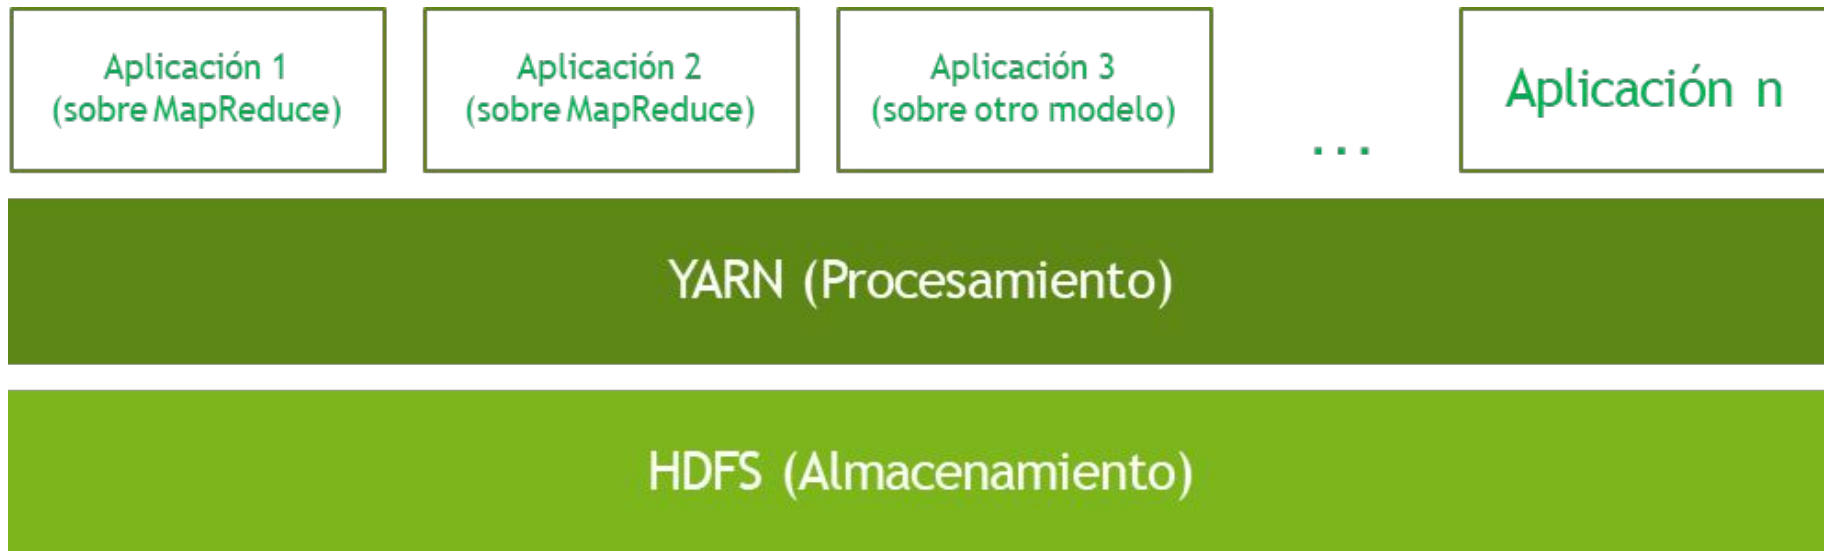 Aplicación 1
(sobre MapReduce)
Aplicación 2
(sobre MapReduce)
Aplicación 3
(sobre otro modelo)
...
Aplicación n
YARN (Procesamiento)
HDFS (Almacenamiento)